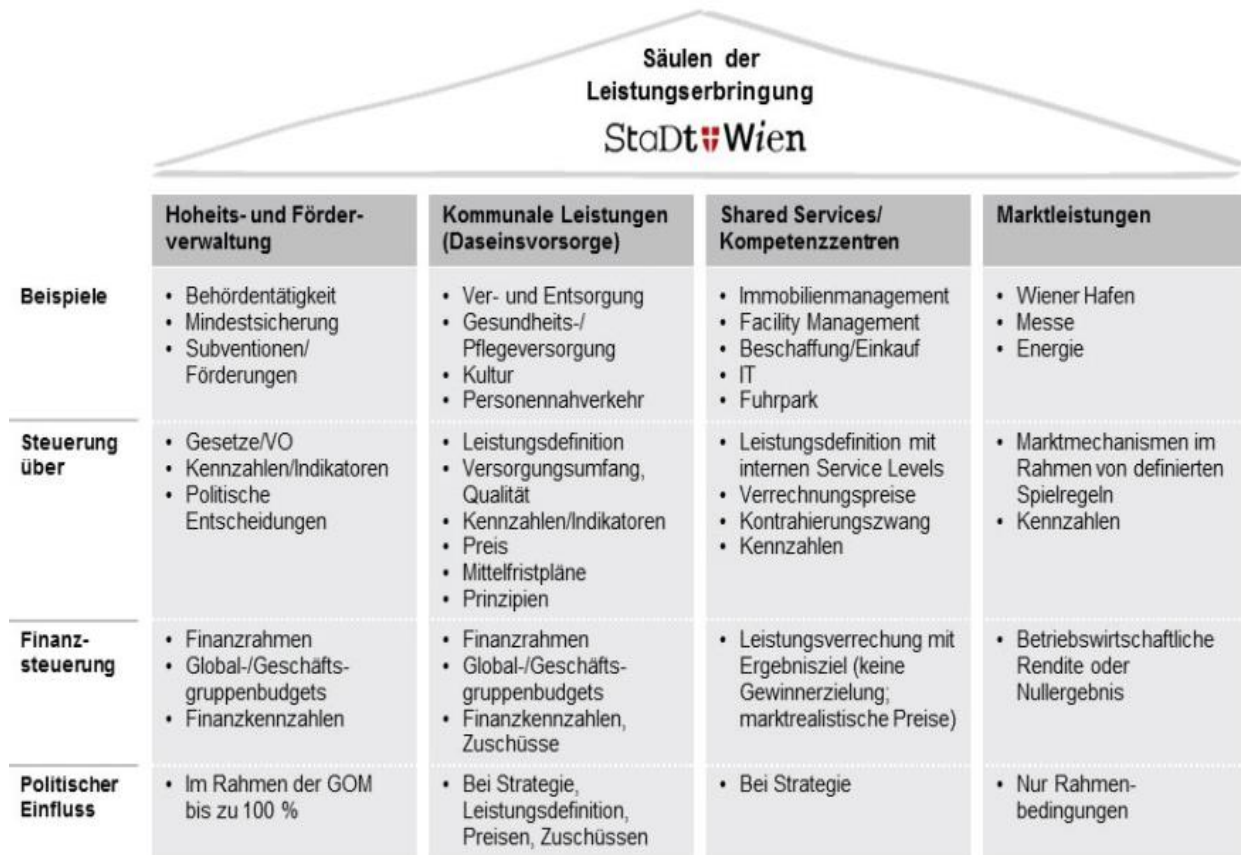 Säulen der
Leistungserbringung
StaDt Wien
Hoheits- und Förder-
verwaltung
Kommunale Leistungen
(Daseinsvorsorge)
Shared Services/
Kompetenzzentren
Marktleistungen
Beispiele
• Behördentätigkeit
• Mindestsicherung
• Subventionen/
Förderungen
• Ver- und Entsorgung
• Gesundheits-/
Pflegeversorgung
• Kultur
• Personennahverkehr
• Immobilienmanagement
• Facility Management
• Beschaffung/Einkauf
• IT
• Fuhrpark
• Wiener Hafen
• Messe
• Energie
Steuerung
über
• Gesetze/VO
• Kennzahlen/Indikatoren
• Politische
Entscheidungen
• Leistungsdefinition
• Versorgungsumfang,
Qualität
• Kennzahlen/Indikatoren
• Preis
• Mittelfristpläne
• Prinzipien
• Leistungsdefinition mit
internen Service Levels
• Verrechnungspreise
• Kontrahierungszwang
• Kennzahlen
• Marktmechanismen im
Rahmen von definierten
Spielregeln
• Kennzahlen
Finanz-
steuerung
• Finanzrahmen
• Global-/Geschäfts-
gruppenbudgets
• Finanzkennzahlen
• Finanzrahmen
• Global-/Geschäfts-
gruppenbudgets
• Finanzkennzahlen,
Zuschüsse
• Leistungsverrechung mit
Ergebnisziel (keine
Gewinnerzielung;
marktrealistische Preise)
• Betriebswirtschaftliche
Rendite oder
Nullergebnis
Politischer
Einfluss
• Im Rahmen der GOM
bis zu 100 %
• Bei Strategie,
Leistungsdefinition,
Preisen, Zuschüssen
• Bei Strategie
• Nur Rahmen-
bedingungen